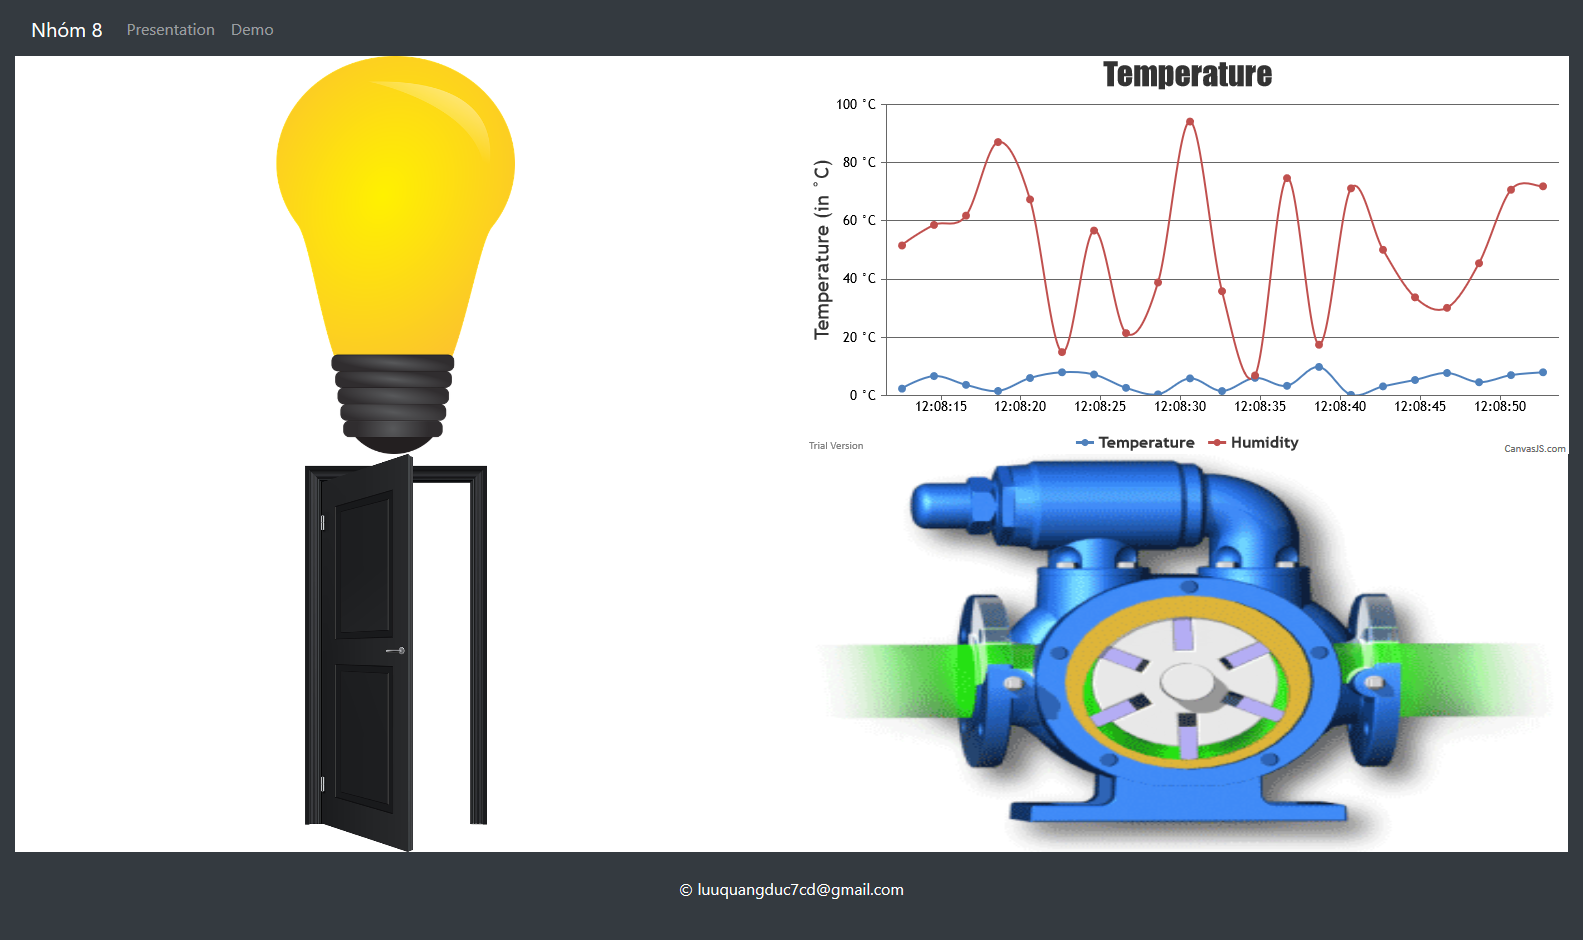 Nhóm 8 Presentation Demo
Temperature
100 °C
80 °C
60 °C
40 °C
20 °C
0 °C
Temperature (in °C)
12:08:15 12:08:20 12:08:25 12:08:30 12:08:35 12:08:40 12:08:45 12:08:50
Temperature Humidity
Trial Version
CanvasJS.com
© luuquangduc7cd@gmail.com